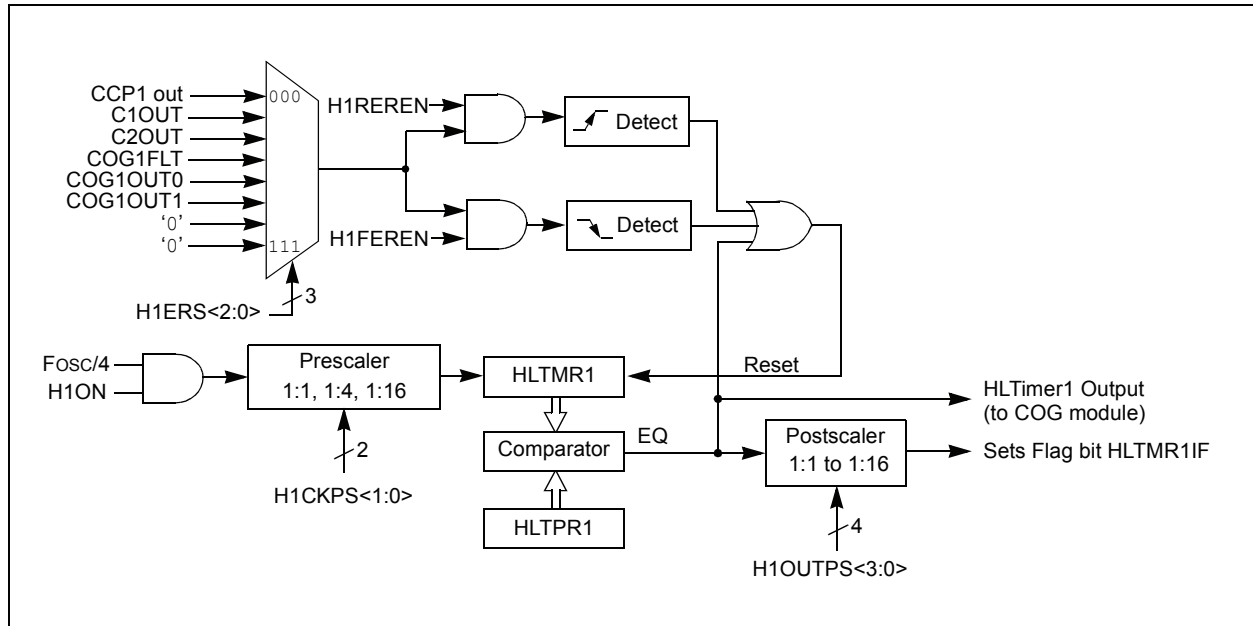 CCP1 out
C1OUT
C2OUT
COG1FLT
COG1OUT0
COG1OUT1
‘0’
‘0’
000
111
H1ERS<2:0>
3
H1REREN
Detect
H1FEREN
Detect
FOSC/4
H1ON
Prescaler
1:1, 1:4, 1:16
2
H1CKPS<1:0>
HLTMR1
Reset
Comparator
EQ
HLTPR1
Postscaler
1:1 to 1:16
4
H1OUTPS<3:0>
HLTimer1 Output
(to COG module)
Sets Flag bit HLTMR1IF